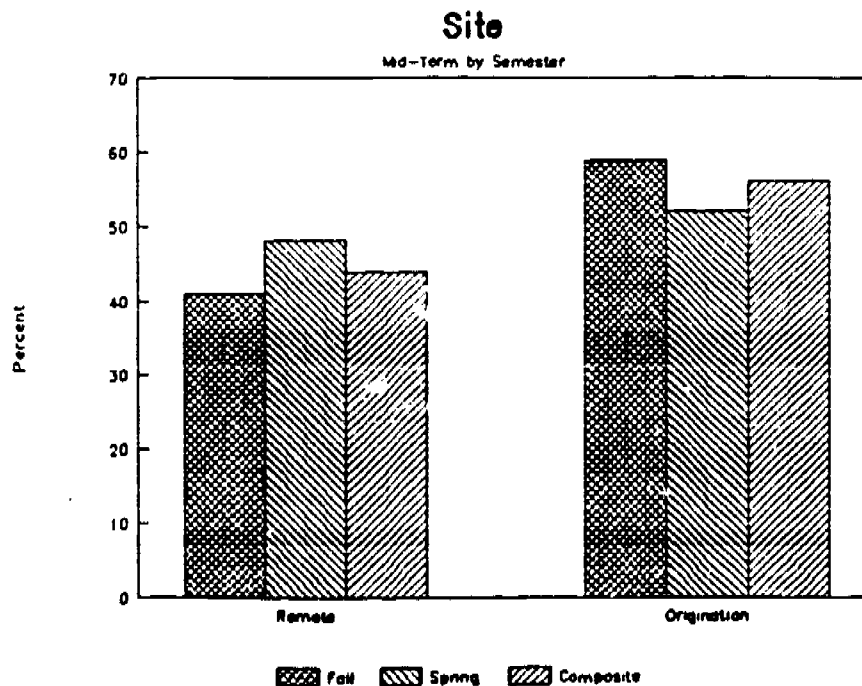 Site
Mid-Term by Semester
70
60
50
40
30
20
10
0
Percent
Remote Origination
Fall Spring Composite